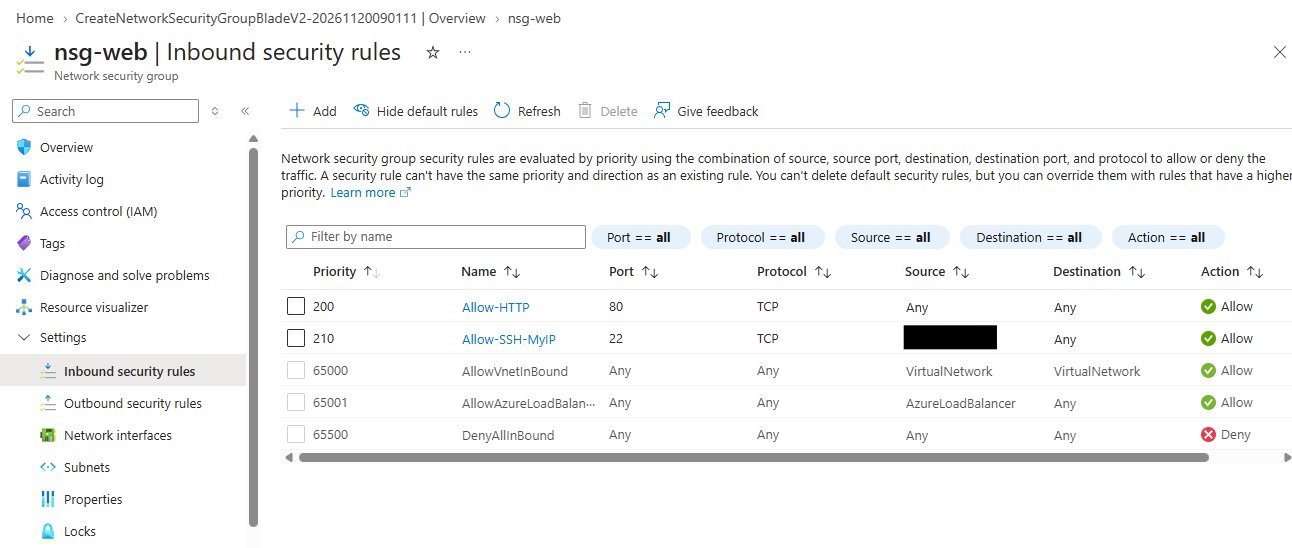 Home > CreateNetworkSecurityGroupBladeV2-20261120090111 | Overview > nsg-web
nsg-web | Inbound security rules
Network security group
Search
Overview
Activity log
Access control (IAM)
Tags
Diagnose and solve problems
Resource visualizer
Settings
Inbound security rules
Outbound security rules
Network interfaces
Subnets
Properties
Locks
Add Hide default rules Refresh Delete Give feedback
Network security group security rules are evaluated by priority using the combination of source, source port, destination, destination port, and protocol to allow or deny the
traffic. A security rule can't have the same priority and direction as an existing rule. You can't delete default security rules, but you can override them with rules that have a higher
priority. Learn more
Filter by name Port == all Protocol == all Source == all Destination == all Action == all
Priority Name Port Protocol Source Destination Action
200 Allow-HTTP 80 TCP Any Any Allow
210 Allow-SSH-MyIP 22 TCP Any Allow
65000 AllowVnetInBound Any Any VirtualNetwork VirtualNetwork Allow
65001 AllowAzureLoadBalan... Any Any AzureLoadBalancer Any Allow
65500 DenyAllInBound Any Any Any Any Deny